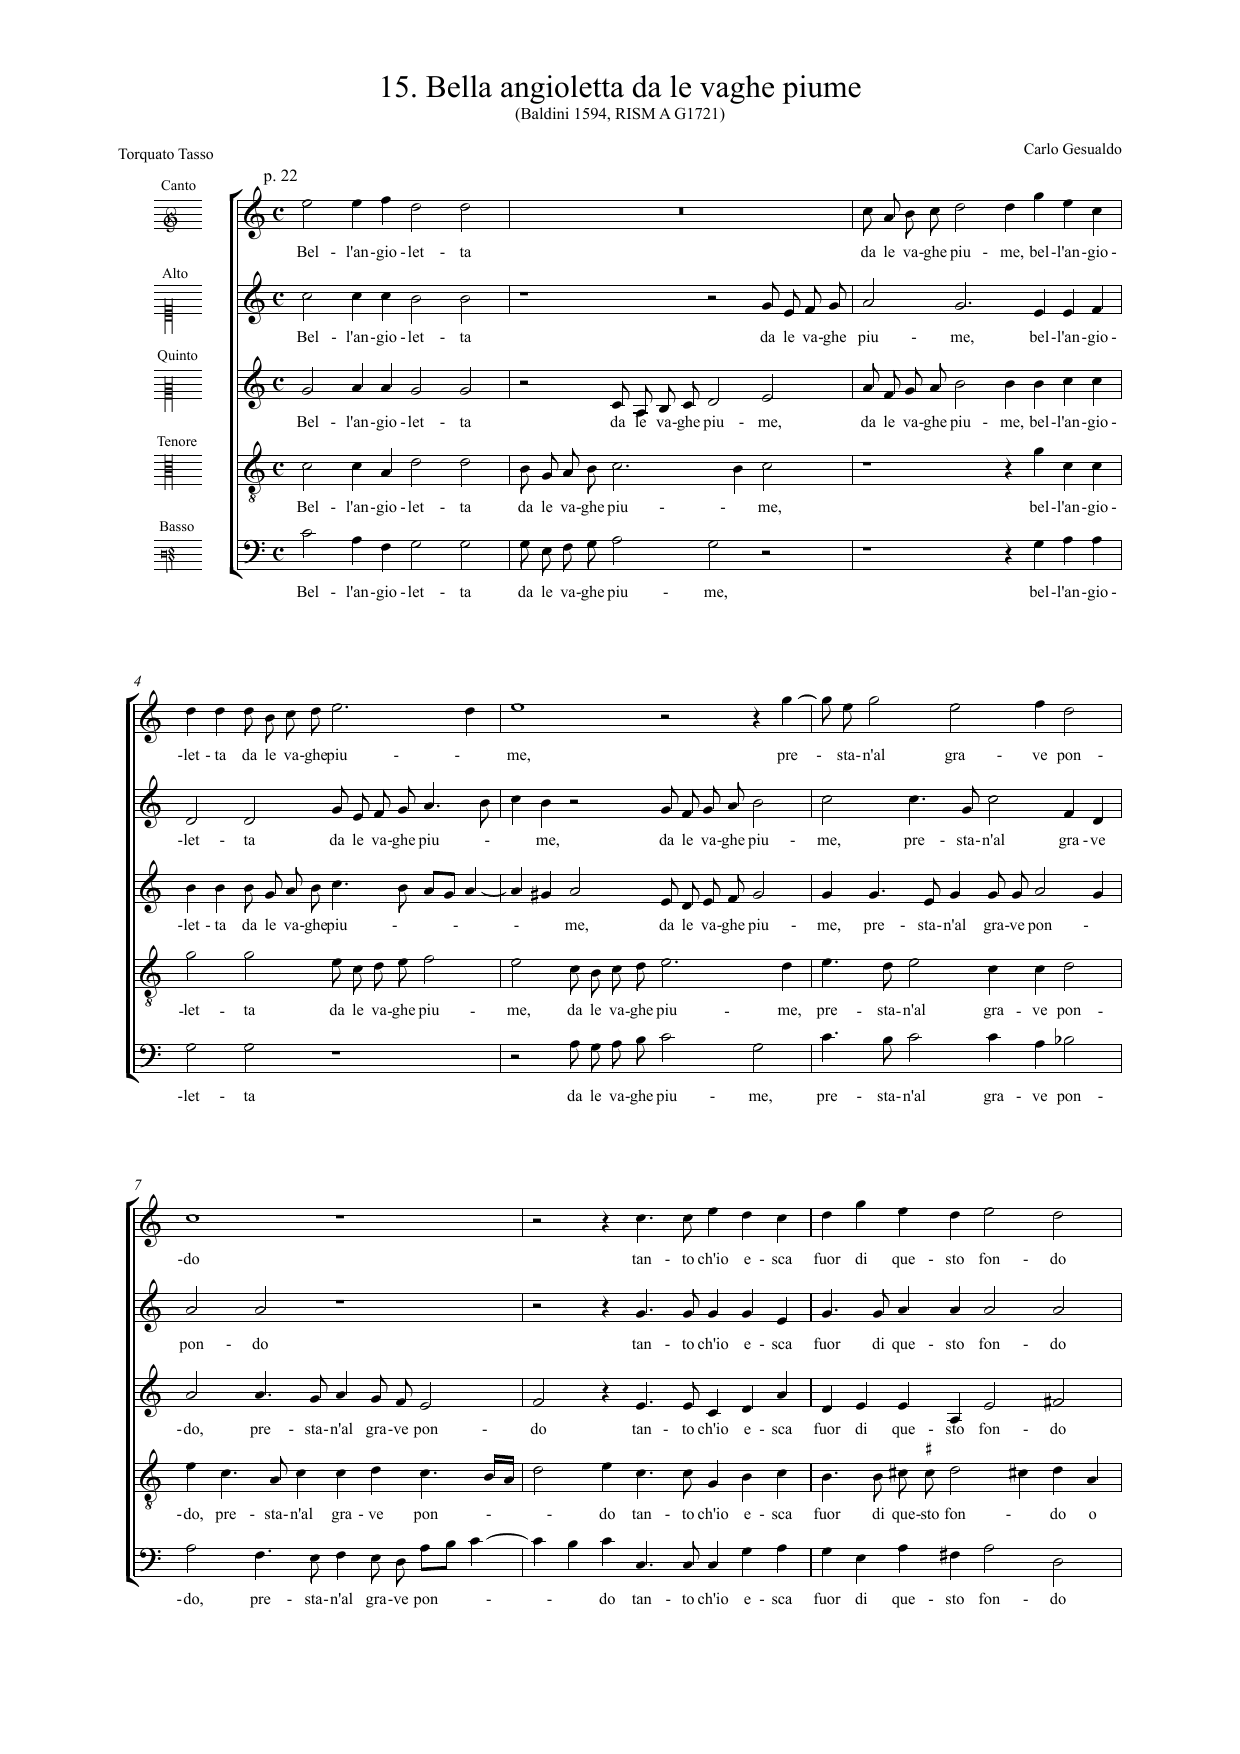 15. Bella angioletta da le vaghe piume
(Baldini 1594, RISM A G1721)
Torquato Tasso
Carlo Gesualdo
p. 22
Canto
Bel - l'an - gio - let - ta da le va - ghe piu - me, bel - l'an - gio -
Alto
Bel - l'an - gio - let - ta da le va - ghe piu - me, bel - l'an - gio -
Quinto
Bel - l'an - gio - let - ta da le va - ghe piu - me, da le va - ghe piu - me, bel - l'an - gio -
Tenore
8
Bel - l'an - gio - let - ta da le va - ghe piu - - me, bel - l'an - gio -
Basso
Bel - l'an - gio - let - ta da le va - ghe piu - me, bel - l'an - gio -
4
-let - ta da le va - ghe piu - - me, pre - sta - n'al gra - ve pon -
-let - ta da le va - ghe piu - me, da le va - ghe piu - me, pre - sta - n'al gra - ve
-let - ta da le va - ghe piu - - - me, da le va - ghe piu - me, pre - sta - n'al gra - ve pon -
8
-let - ta da le va - ghe piu - me, da le va - ghe piu - me, pre - sta - n'al gra - ve pon -
-let - ta da le va - ghe piu - me, pre - sta - n'al gra - ve pon -
7
-do tan - to ch'io e - sca fuor di que - sto fon - do
pon - do tan - to ch'io e - sca fuor di que - sto fon - do
-do, pre - sta - n'al gra - ve pon - do tan - to ch'io e - sca fuor di que - sto fon - do
8
-do, pre - sta - n'al gra - ve pon - - do tan - to ch'io e - sca fuor di que - sto fon - do o
-do, pre - sta - n'al gra - ve pon - - do tan - to ch'io e - sca fuor di que - sto fon - do